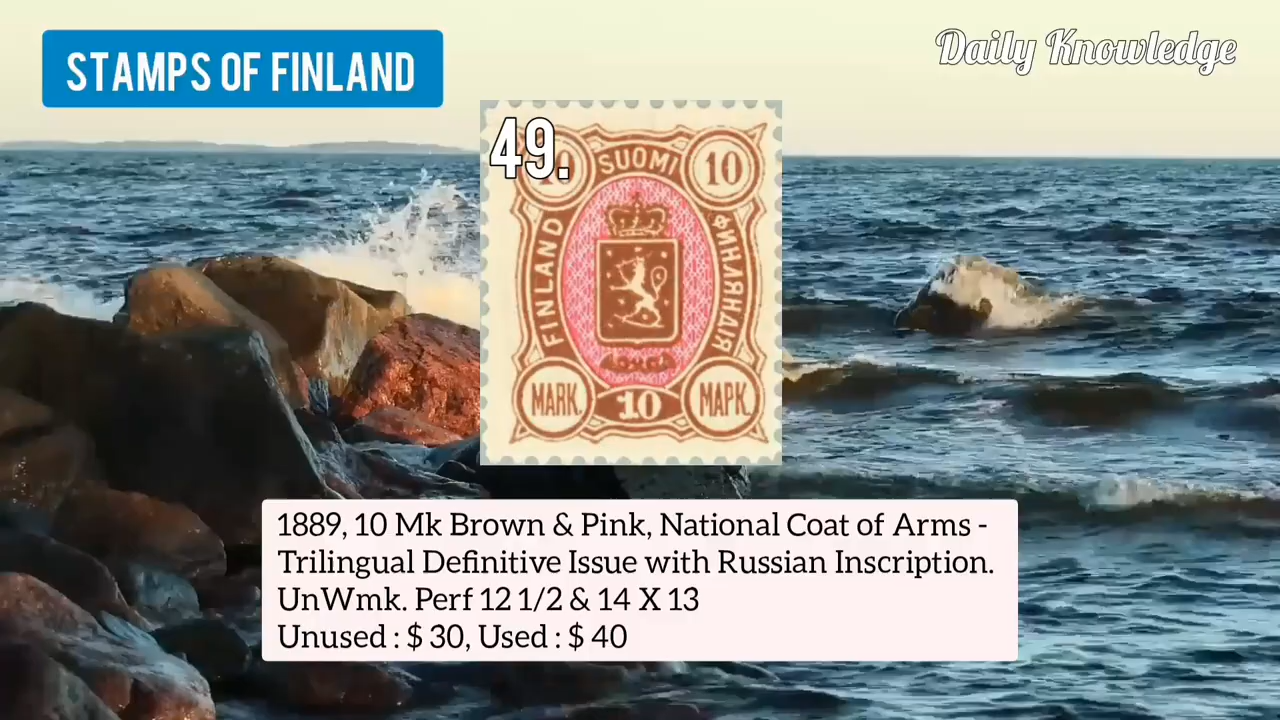 STAMPS OF FINLAND
Daily Knowledge
49.
10
SUOMI
10
FINLAND
ФИНЛЯНДІЯ
MARK.
10
МАРК.
1889, 10 Mk Brown & Pink, National Coat of Arms -
Trilingual Definitive Issue with Russian Inscription.
UnWmk. Perf 12 1/2 & 14 X 13
Unused : $ 30, Used : $ 40